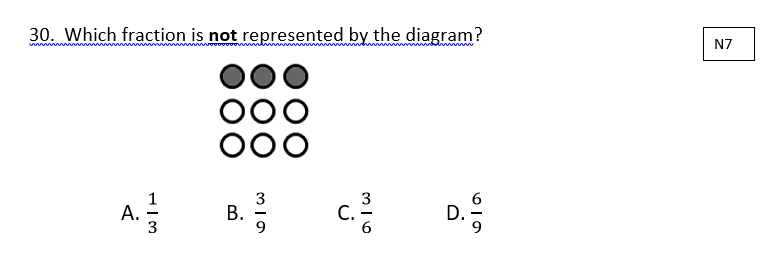 30. Which fraction is not represented by the diagram?
N7
A. 1/3 B. 3/9 C. 3/6 D. 6/9